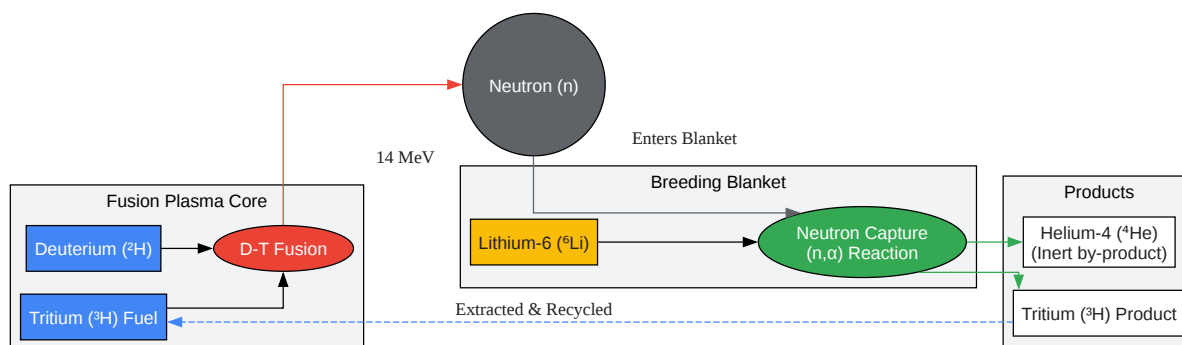 Neutron (n)
14 MeV
Enters Blanket
Fusion Plasma Core
Deuterium (²H)
D-T Fusion
Tritium (³H) Fuel
Breeding Blanket
Lithium-6 (⁶Li)
Neutron Capture
(n,α) Reaction
Products
Helium-4 (⁴He)
(Inert by-product)
Tritium (³H) Product
Extracted & Recycled